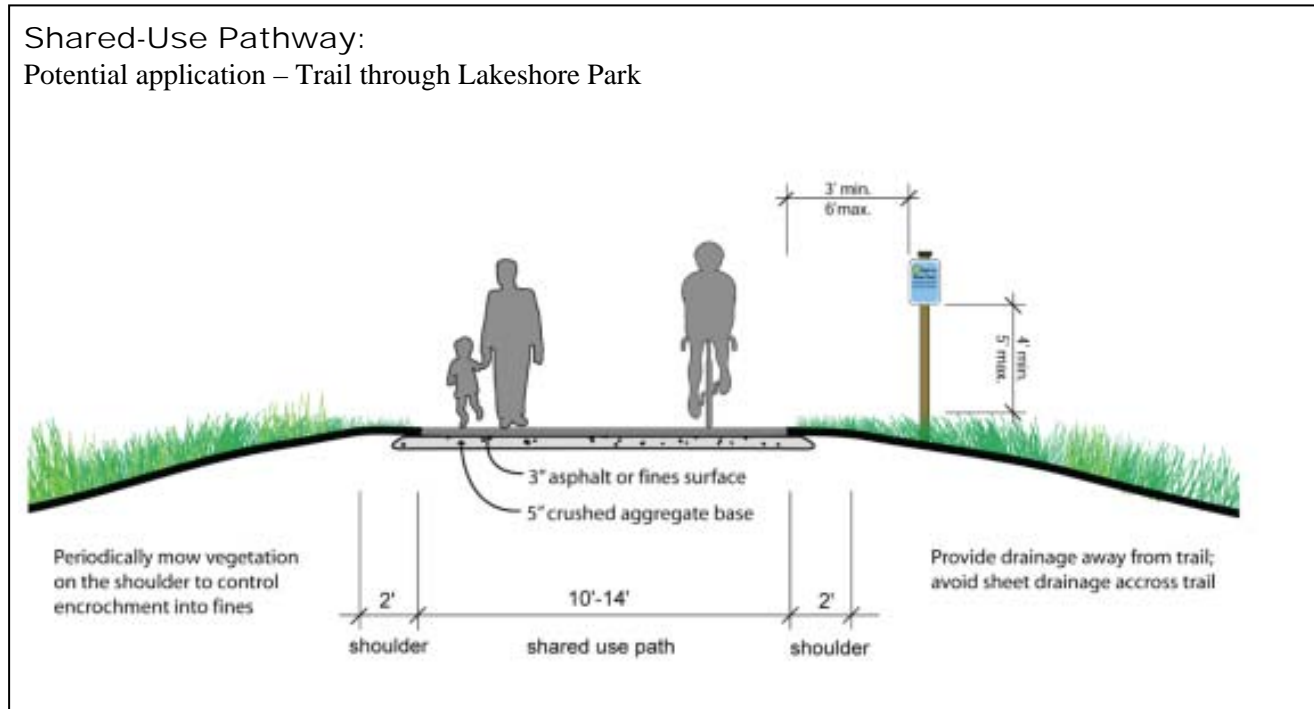 Shared-Use Pathway:
Potential application – Trail through Lakeshore Park
3' min.
6' max.
4' min.
5' max.
3" asphalt or fines surface
5" crushed aggregate base
Periodically mow vegetation
on the shoulder to control
encrochment into fines
Provide drainage away from trail;
avoid sheet drainage accross trail
2'
10'-14'
2'
shoulder
shared use path
shoulder